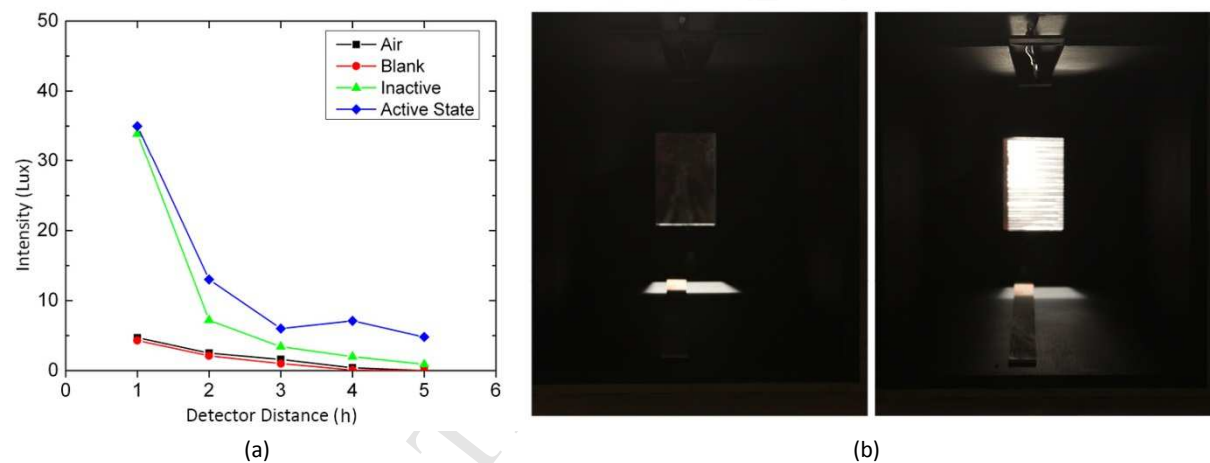 50
40
30
20
10
0
Intensity (Lux)
Air
Blank
Inactive
Active State
0 1 2 3 4 5 6
Detector Distance (h)
(a)
(b)